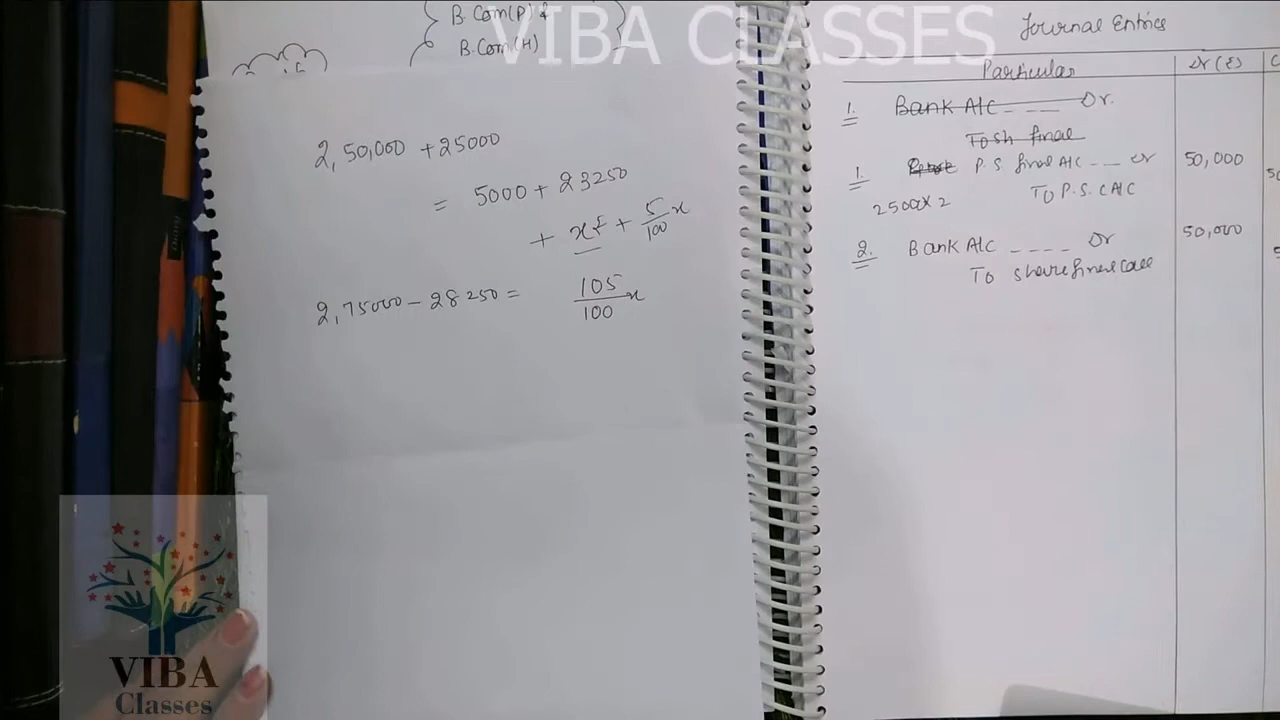 VIBA CLASSES
B. Com(P) &
B. Com(H)
2,50,000 + 25000
= 5000 + 23250
+ x + 5/100 x
2,75000 - 28250 = 105/100 x
Journal Entries
Particular Dr (₹)
1. Bank A/C ---- Dr.
To Sh final
1. P.S final A/C --- Dr 50,000
25000 x 2 To P.S. C A/C
2. Bank A/C ---- Dr 50,000
To share final call
VIBA
Classes